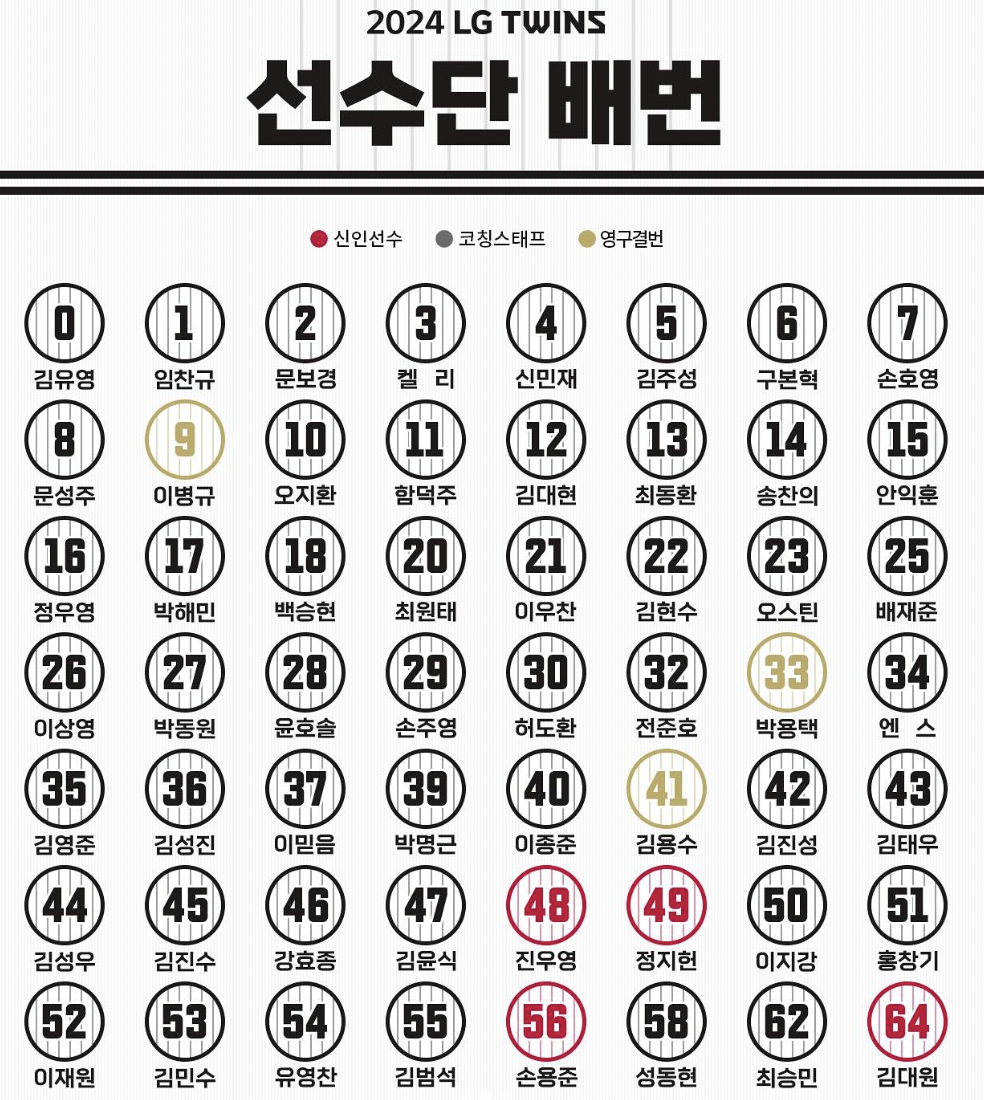 2024 LG TWINS
선수단 배번
신인선수 코칭스태프 영구결번
0 1 2 3 4 5 6 7
김유영 임찬규 문보경 켈 리 신민재 김주성 구본혁 손호영
8 9 10 11 12 13 14 15
문성주 이병규 오지환 함덕주 김대현 최동환 송찬의 안익훈
16 17 18 20 21 22 23 25
정우영 박해민 백승현 최원태 이우찬 김현수 오스틴 배재준
26 27 28 29 30 32 33 34
이상영 박동원 윤호솔 손주영 허도환 전준호 박용택 엔 스
35 36 37 39 40 41 42 43
김영준 김성진 이믿음 박명근 이종준 김용수 김진성 김태우
44 45 46 47 48 49 50 51
김성우 김진수 강효종 김윤식 진우영 정지헌 이지강 홍창기
52 53 54 55 56 58 62 64
이재원 김민수 유영찬 김범석 손용준 성동현 최승민 김대원